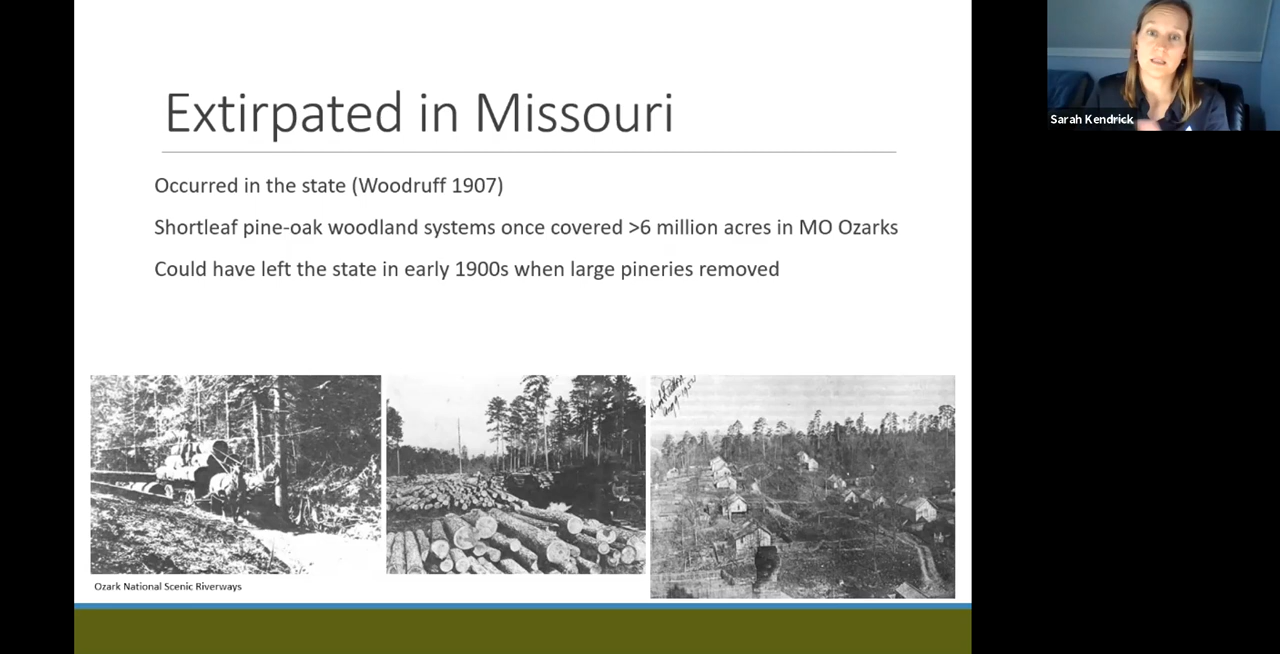 Extirpated in Missouri
Occurred in the state (Woodruff 1907)
Shortleaf pine-oak woodland systems once covered >6 million acres in MO Ozarks
Could have left the state in early 1900s when large pineries removed
Ozark National Scenic Riverways
Sarah Kendrick